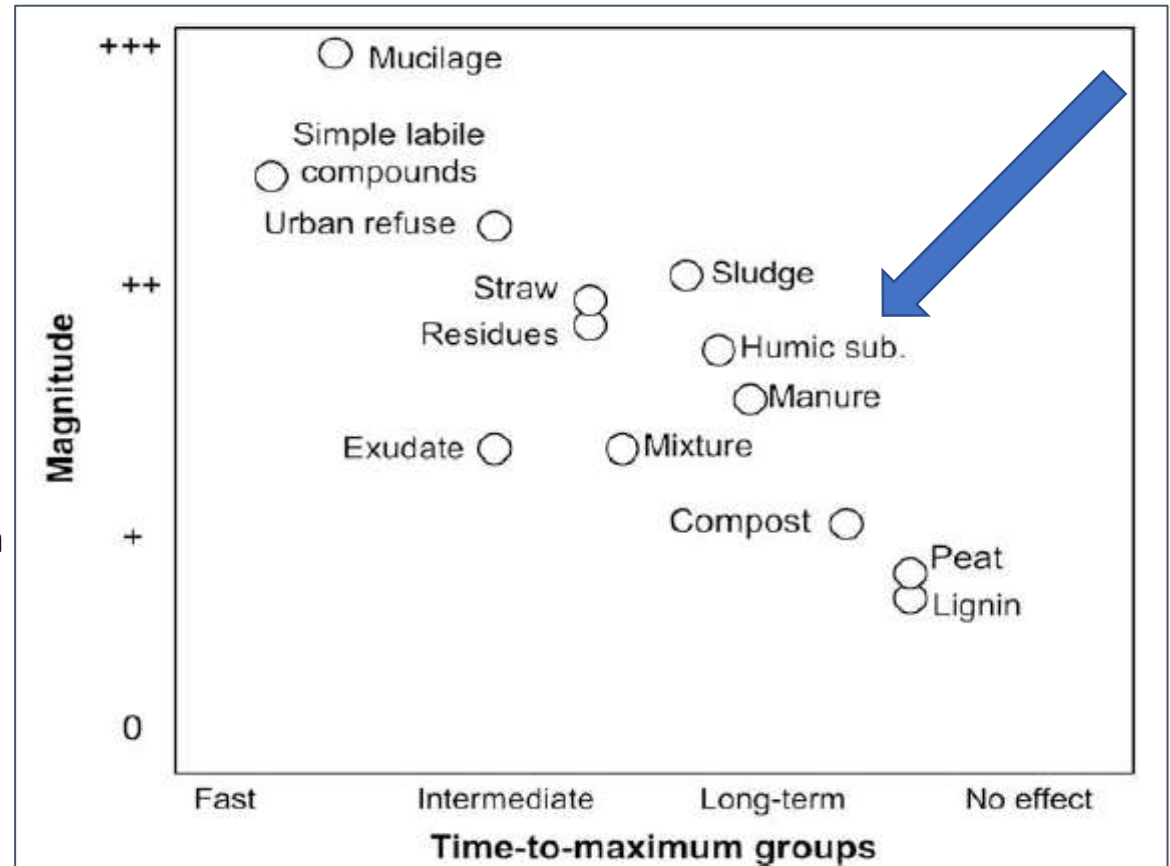 +++
Mucilage
Simple labile
compounds
Urban refuse
++
Sludge
Straw
Residues
Humic sub.
Manure
Exudate
Mixture
Magnitude
Compost
+
Peat
Lignin
0
Fast Intermediate Long-term No effect
Time-to-maximum groups